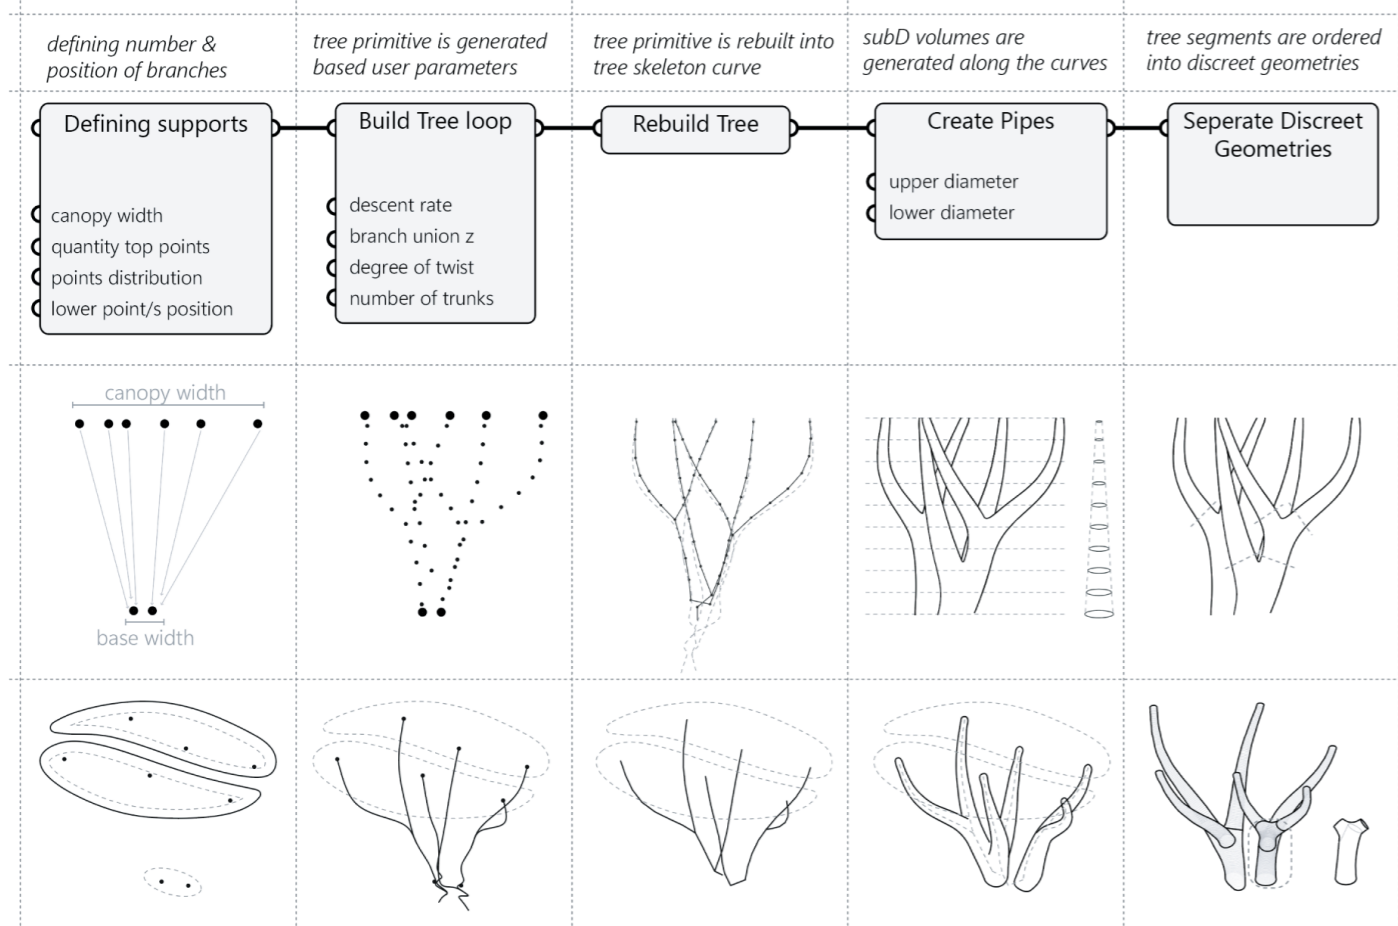 defining number &
position of branches
tree primitive is generated
based user parameters
tree primitive is rebuilt into
tree skeleton curve
subD volumes are
generated along the curves
tree segments are ordered
into discreet geometries
Defining supports
canopy width
quantity top points
points distribution
lower point/s position
Build Tree loop
descent rate
branch union z
degree of twist
number of trunks
Rebuild Tree
Create Pipes
upper diameter
lower diameter
Seperate Discreet
Geometries
canopy width
base width